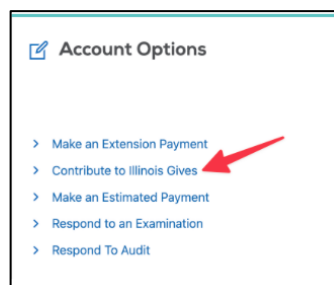 Account Options
Make an Extension Payment
Contribute to Illinois Gives
Make an Estimated Payment
Respond to an Examination
Respond To Audit